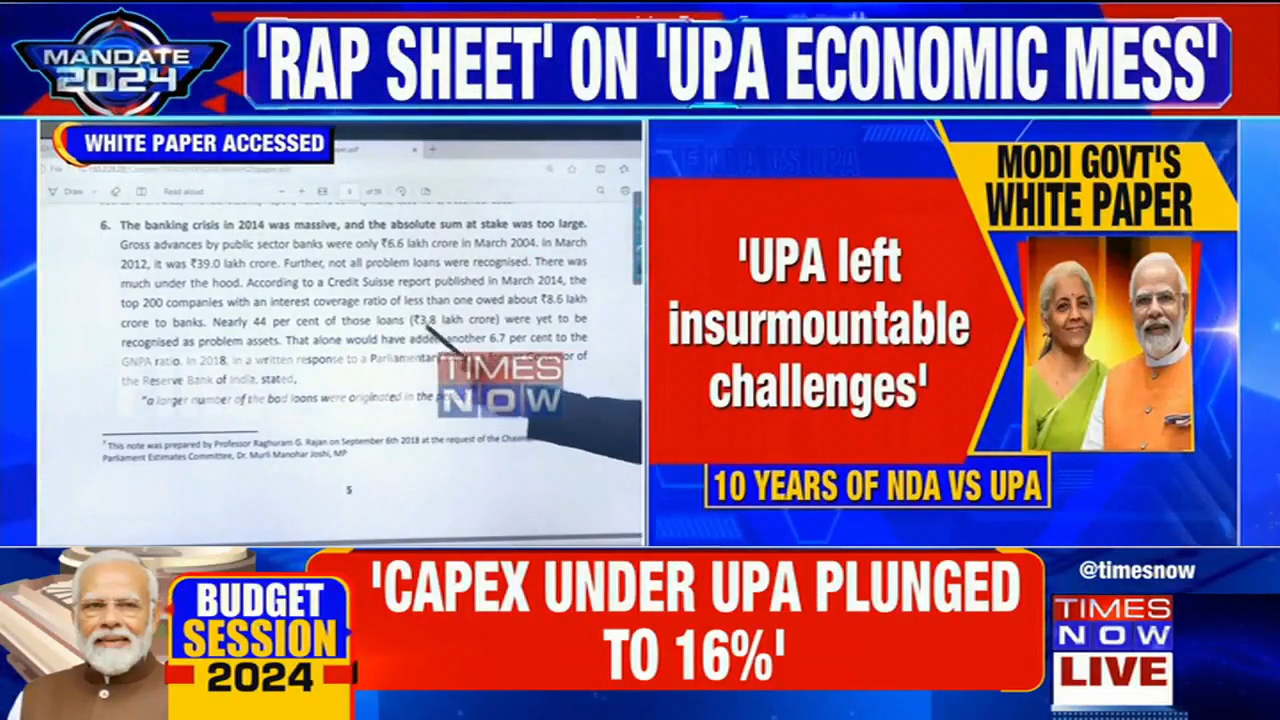 MANDATE
2024
'RAP SHEET' ON 'UPA ECONOMIC MESS'
WHITE PAPER ACCESSED
Draw
Read aloud
6. The banking crisis in 2014 was massive, and the absolute sum at stake was too large.
Gross advances by public sector banks were only ₹6.6 lakh crore in March 2004. In March
2012, it was ₹39.0 lakh crore. Further, not all problem loans were recognised. There was
much under the hood. According to a Credit Suisse report published in March 2014, the
top 200 companies with an interest coverage ratio of less than one owed about ₹8.6 lakh
crore to banks. Nearly 44 per cent of those loans (₹3.8 lakh crore) were yet to be
recognised as problem assets. That alone would have added another 6.7 per cent to the
GNPA ratio. In 2018, in a written response to a Parliamentary of
the Reserve Bank of India, stated,
"a larger number of the bad loans were originated in the
This note was prepared by Professor Raghuram G. Rajan on September 6th 2018 at the request of the
Parliament Estimates Committee, Dr. Murli Manohar Joshi, MP
5
TIMES
NOW
NDA VS UPA
MODI GOVT'S
WHITE PAPER
'UPA left
insurmountable
challenges'
10 YEARS OF NDA VS UPA
BUDGET
SESSION
2024
'CAPEX UNDER UPA PLUNGED
TO 16%'
@timesnow
TIMES
NOW
LIVE